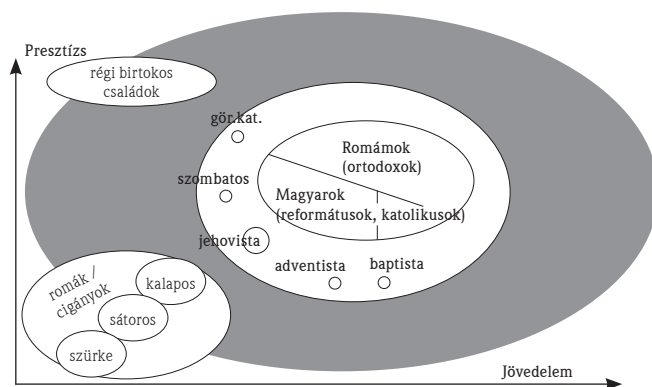 Presztízs
régi birtokos
családok
gör.kat.
Romámok
(ortodoxok)
szombatos
Magyarok
(reformátusok, katolikusok)
jehovista
adventista
baptista
romák /
cigányok
kalapos
sátoros
szürke
Jövedelem